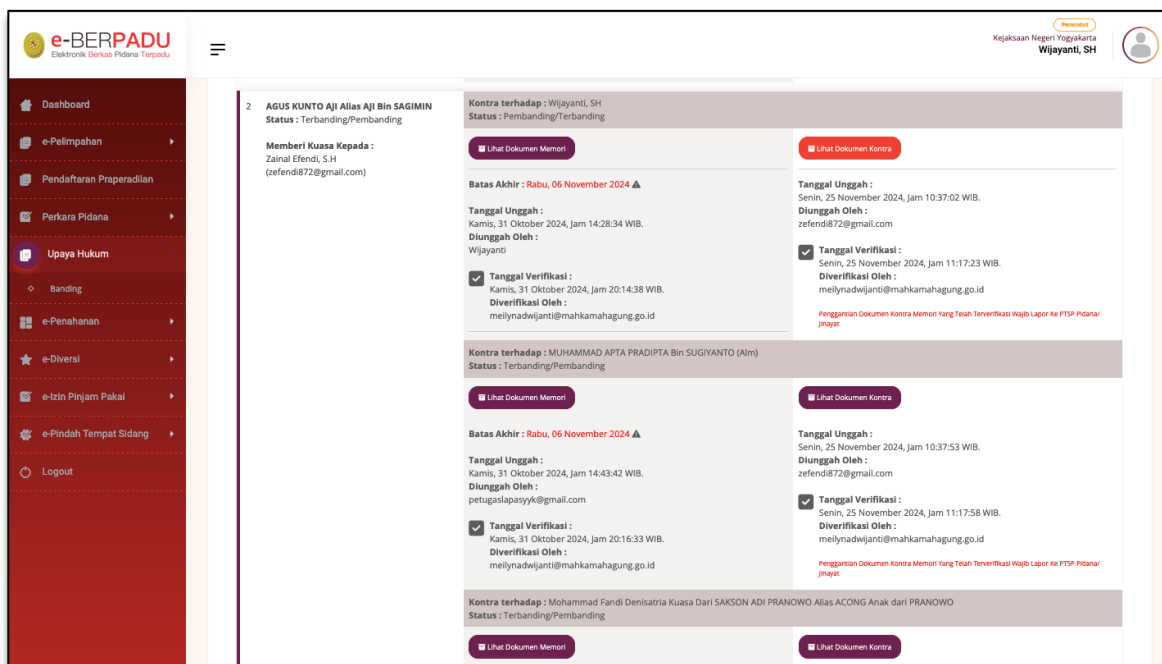 e-BERPADU
Elektronik Berkas Pidana Terpadu
Penuntut
Kejaksaan Negeri Yogyakarta
Wijayanti, SH
Dashboard
e-Pelimpahan
Pendaftaran Praperadilan
Perkara Pidana
Upaya Hukum
Banding
e-Penahanan
e-Diversi
e-Izin Pinjam Pakai
e-Pindah Tempat Sidang
Logout
2 AGUS KUNTO AJI Alias AJI Bin SAGIMIN
Status : Terbanding/Pembanding
Memberi Kuasa Kepada :
Zainal Efendi, S.H
(zefendi872@gmail.com)
Kontra terhadap : Wijayanti, SH
Status : Pembanding/Terbanding
Lihat Dokumen Memori
Batas Akhir : Rabu, 06 November 2024
Tanggal Unggah :
Kamis, 31 Oktober 2024, Jam 14:28:34 WIB.
Diunggah Oleh :
Wijayanti
Tanggal Verifikasi :
Kamis, 31 Oktober 2024, Jam 20:14:38 WIB.
Diverifikasi Oleh :
meilynadwijanti@mahkamahagung.go.id
Lihat Dokumen Kontra
Tanggal Unggah :
Senin, 25 November 2024, Jam 10:37:02 WIB.
Diunggah Oleh :
zefendi872@gmail.com
Tanggal Verifikasi :
Senin, 25 November 2024, Jam 11:17:23 WIB.
Diverifikasi Oleh :
meilynadwijanti@mahkamahagung.go.id
Penggantian Dokumen Kontra Memori Yang Telah Terverifikasi Wajib Lapor Ke PTSP Pidana/
Jinayat
Kontra terhadap : MUHAMMAD APTA PRADIPTA Bin SUGIYANTO (Alm)
Status : Terbanding/Pembanding
Lihat Dokumen Memori
Batas Akhir : Rabu, 06 November 2024
Tanggal Unggah :
Kamis, 31 Oktober 2024, Jam 14:43:42 WIB.
Diunggah Oleh :
petugaslapasyyk@gmail.com
Tanggal Verifikasi :
Kamis, 31 Oktober 2024, Jam 20:16:33 WIB.
Diverifikasi Oleh :
meilynadwijanti@mahkamahagung.go.id
Lihat Dokumen Kontra
Tanggal Unggah :
Senin, 25 November 2024, Jam 10:37:53 WIB.
Diunggah Oleh :
zefendi872@gmail.com
Tanggal Verifikasi :
Senin, 25 November 2024, Jam 11:17:58 WIB.
Diverifikasi Oleh :
meilynadwijanti@mahkamahagung.go.id
Penggantian Dokumen Kontra Memori Yang Telah Terverifikasi Wajib Lapor Ke PTSP Pidana/
Jinayat
Kontra terhadap : Mohammad Fandi Denisatria Kuasa Dari SAKSON ADI PRANOWO Alias ACONG Anak dari PRANOWO
Status : Terbanding/Pembanding
Lihat Dokumen Memori
Lihat Dokumen Kontra